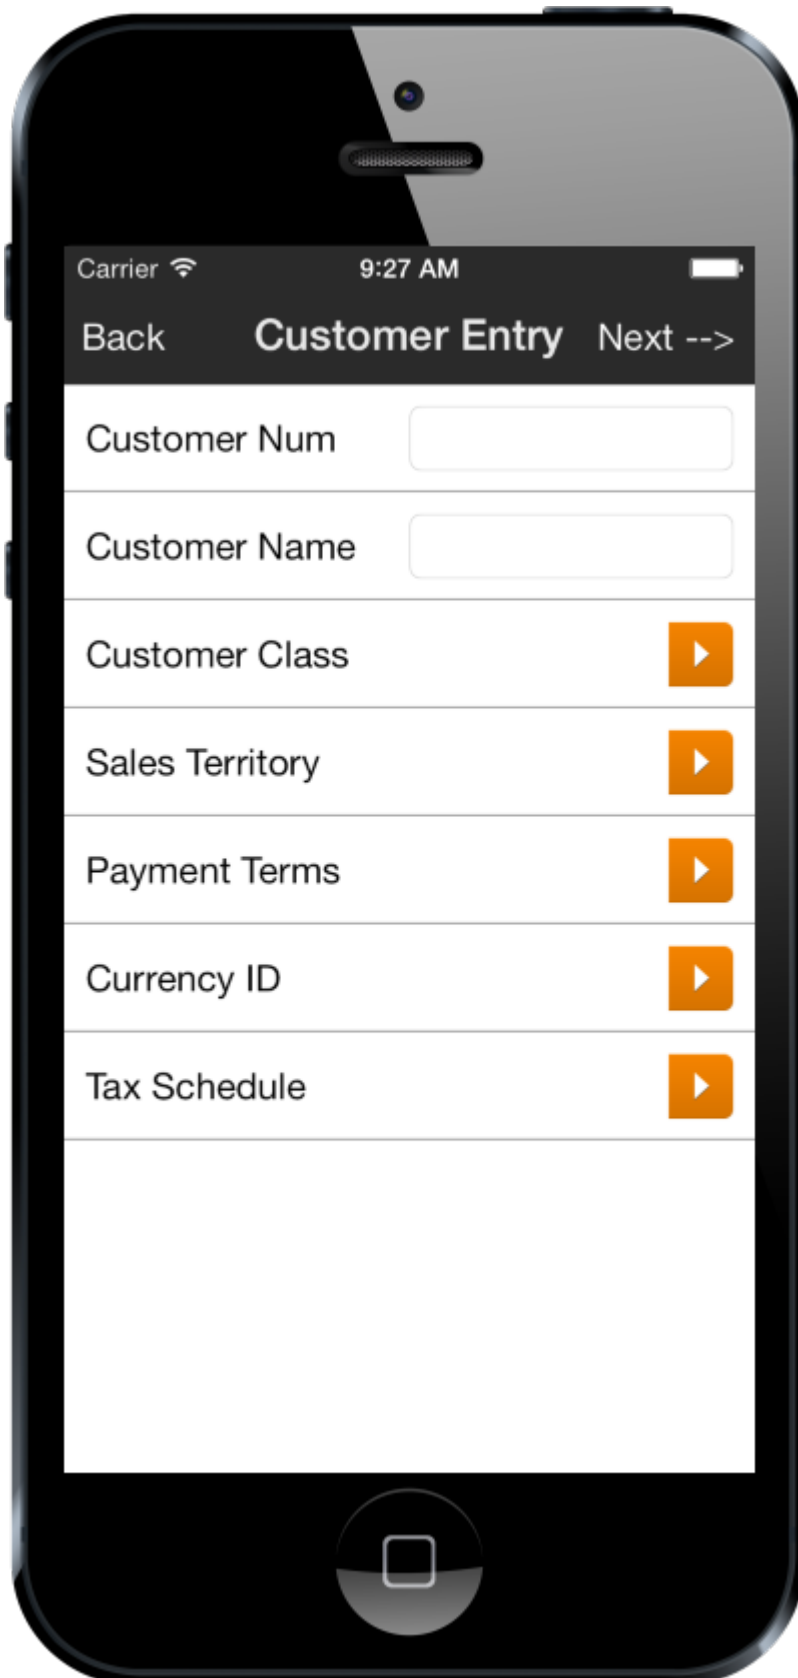 Carrier 9:27 AM
Back Customer Entry Next -->
Customer Num
Customer Name
Customer Class
Sales Territory
Payment Terms
Currency ID
Tax Schedule